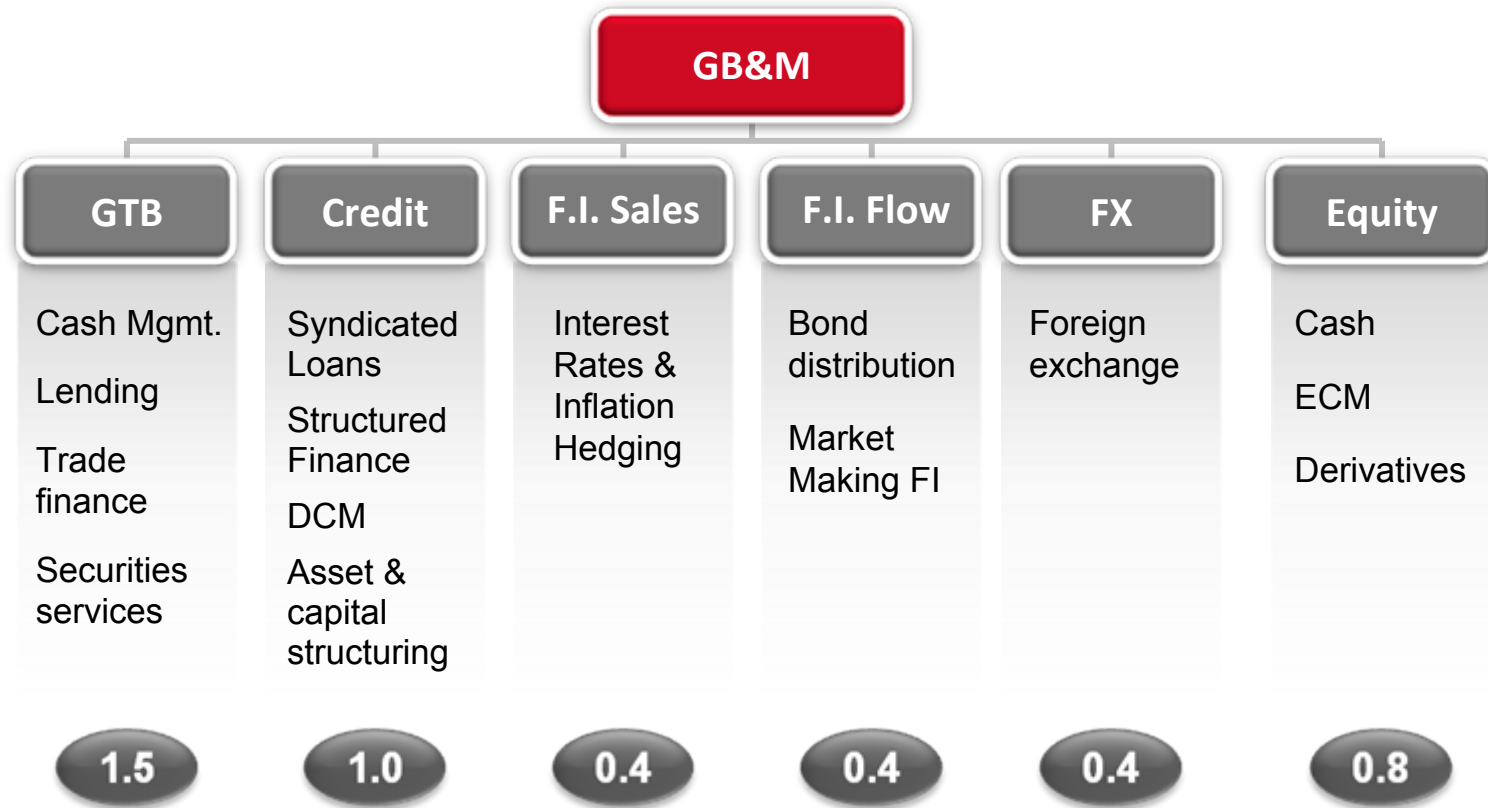 GB&M
GTB
Credit
F.I. Sales
F.I. Flow
FX
Equity
Cash Mgmt.
Lending
Trade
finance
Securities
services
Syndicated
Loans
Structured
Finance
DCM
Asset &
capital
structuring
Interest
Rates &
Inflation
Hedging
Bond
distribution
Market
Making FI
Foreign
exchange
Cash
ECM
Derivatives
1.5
1.0
0.4
0.4
0.4
0.8